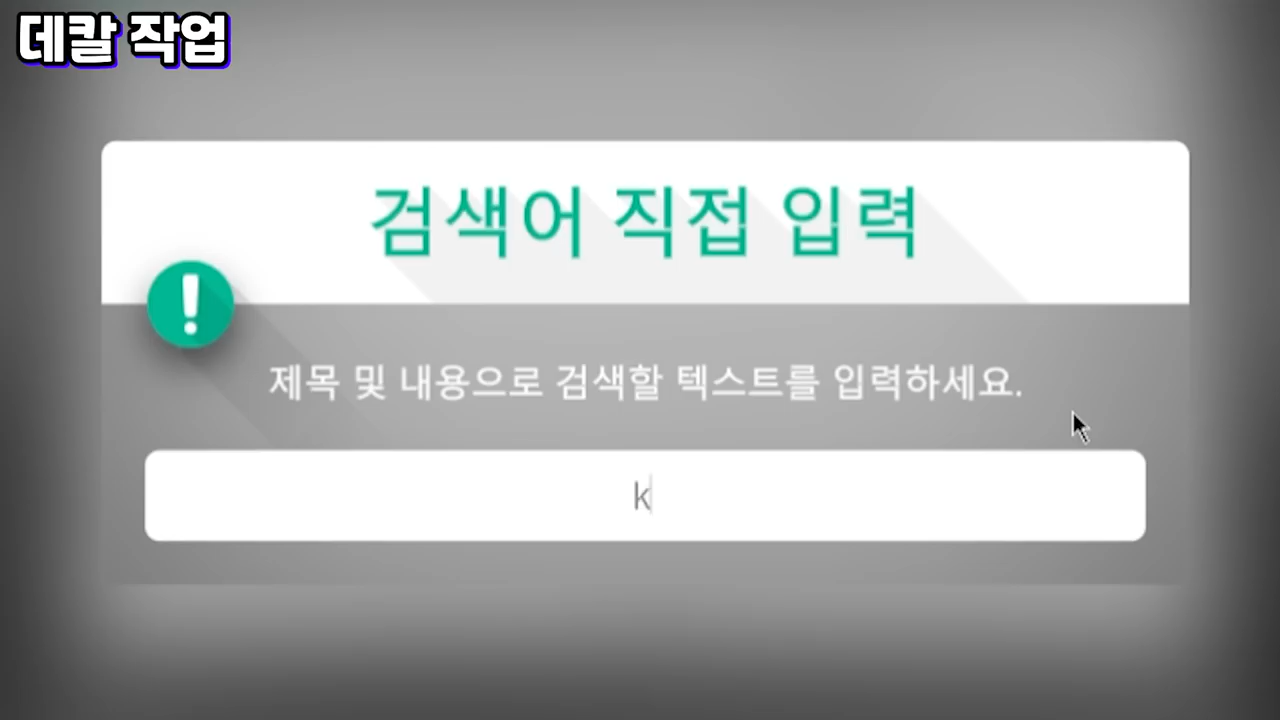 데칼 작업
검색어 직접 입력
!
제목 및 내용으로 검색할 텍스트를 입력하세요.
k